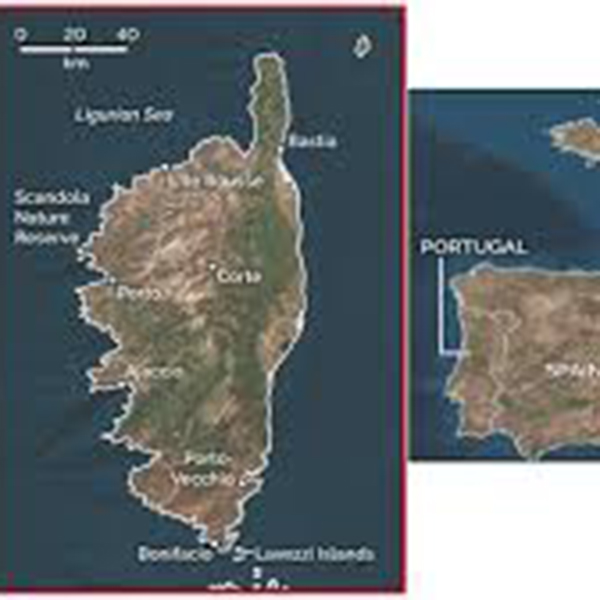 0 20 40
km
Ligurian Sea
Bastia
L'Ile Rousse
Scandola
Nature
Reserve
Corte
Porto
Ajaccio
Porto-
Vecchio
Bonifacio
Lavezzi Islands
PORTUGAL
SPAIN